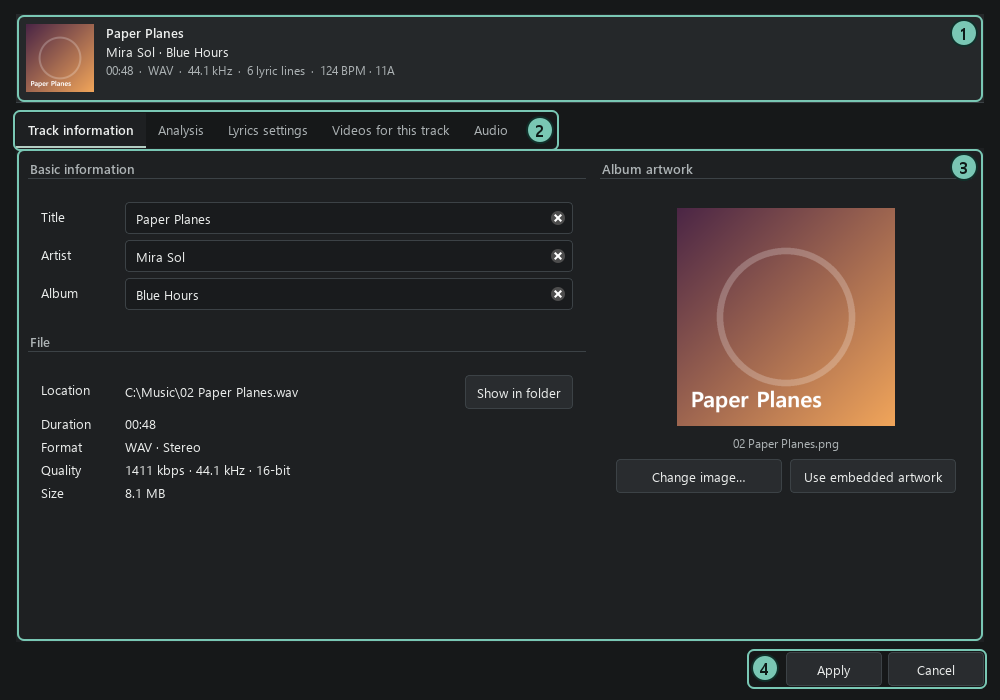 Paper Planes
Paper Planes
Mira Sol · Blue Hours
00:48 · WAV · 44.1 kHz · 6 lyric lines · 124 BPM · 11A
1
Track information Analysis Lyrics settings Videos for this track Audio 2
Basic information
Album artwork
3
Title Paper Planes
Artist Mira Sol
Album Blue Hours
File
Location C:\Music\02 Paper Planes.wav Show in folder
Duration 00:48
Format WAV · Stereo
Quality 1411 kbps · 44.1 kHz · 16-bit
Size 8.1 MB
Paper Planes
02 Paper Planes.png
Change image... Use embedded artwork
4 Apply Cancel